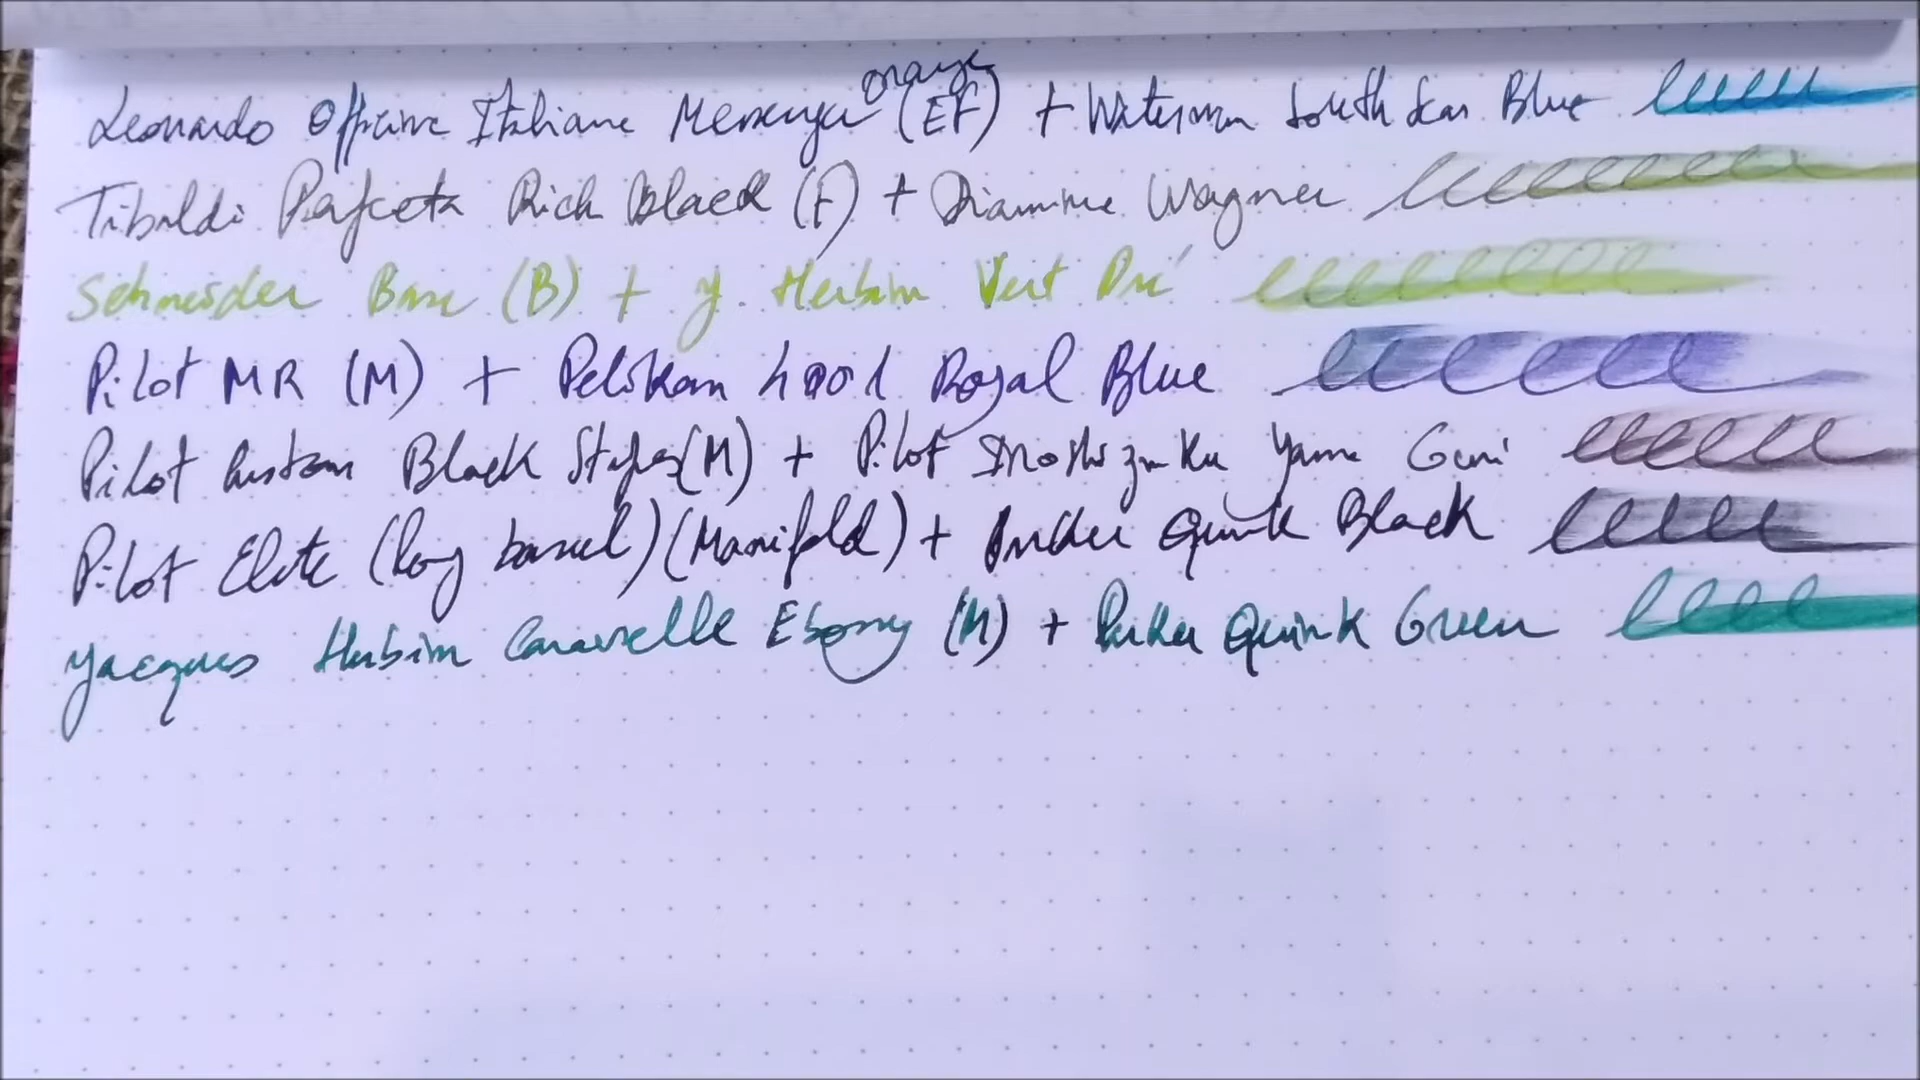 Leonardo Officina Italiana Messenger orange (EF) + Waterman South Seas Blue
Tibaldi Perfecta Rich Black (F) + Diamine Wagner
Schneider Base (B) + J. Herbin Vert Pré
Pilot MR (M) + Pelikan 4001 Royal Blue
Pilot Custom Black Stripes (M) + Pilot Iroshizuku Yama Guri
Pilot Elite (long barrel) (Manifold) + Parker Quink Black
Jacques Herbin Caravelle Ebony (M) + Parker Quink Green